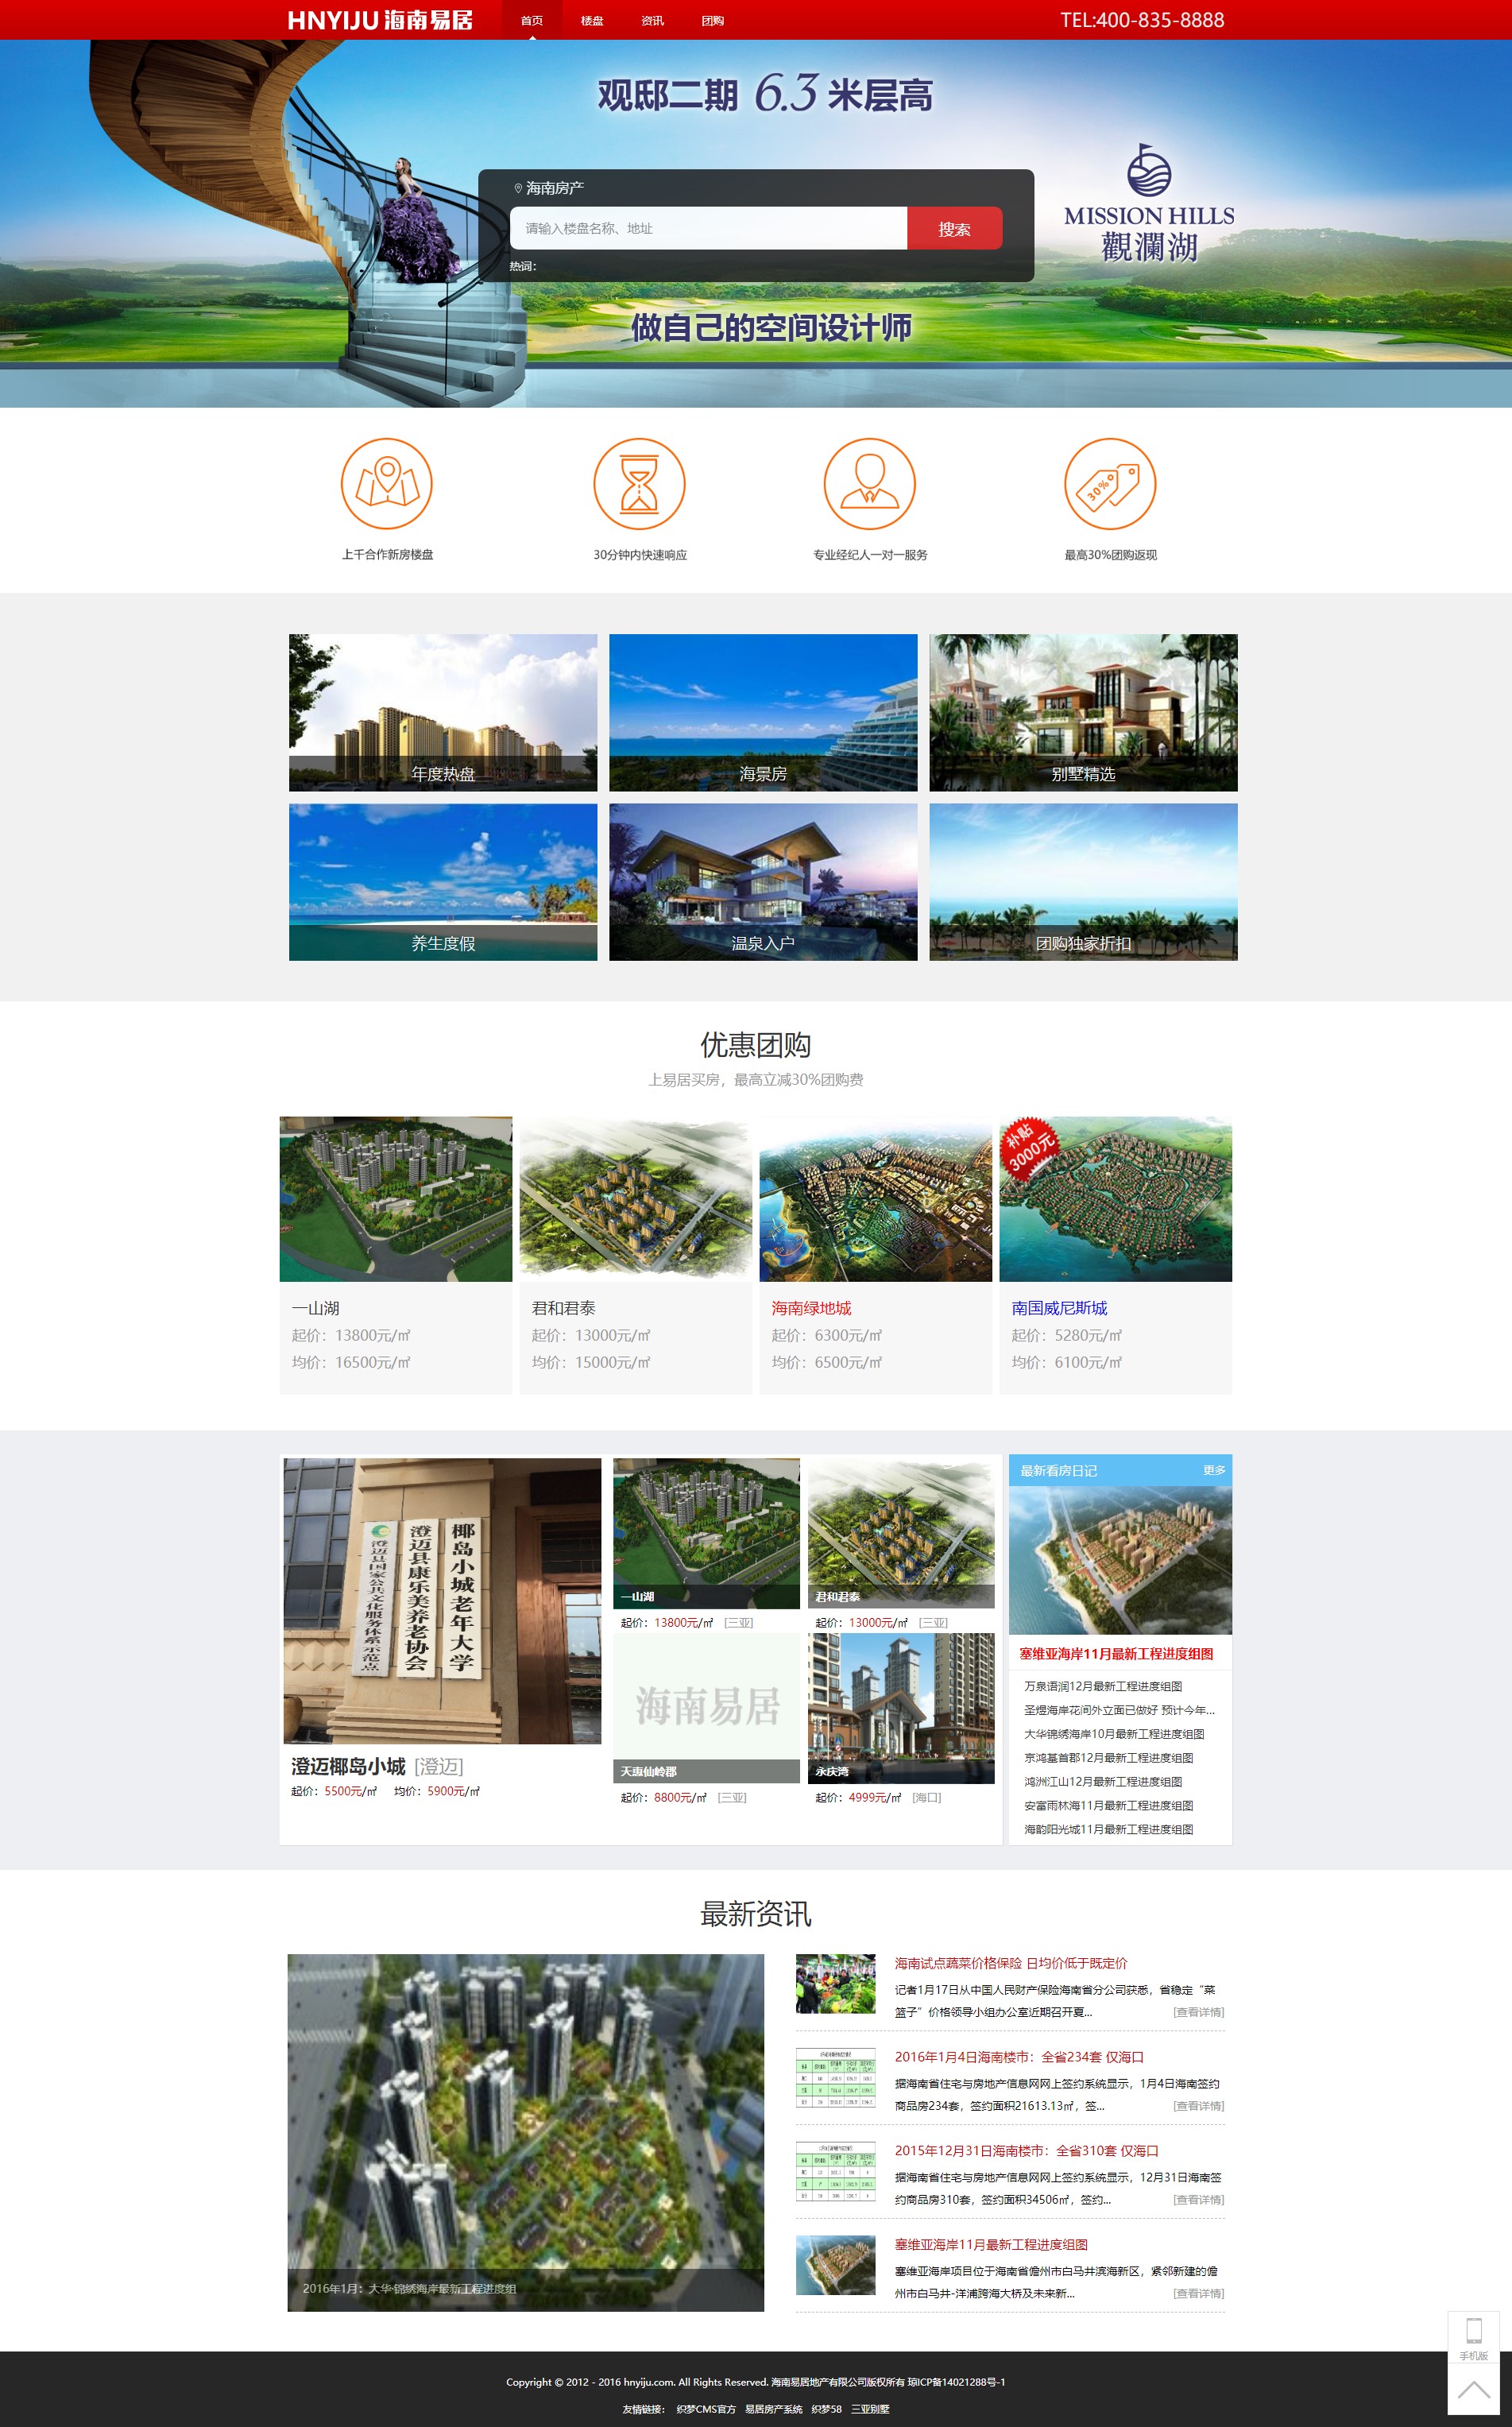 HNYIJU 海南易居
首页 楼盘 资讯 团购
TEL:400-835-8888
观邸二期 6.3 米层高
海南房产
请输入楼盘名称、地址
搜索
热词：
MISSION HILLS
觀瀾湖
做自己的空间设计师
上千合作新房楼盘
30分钟内快速响应
专业经纪人一对一服务
30%
最高30%团购返现
年度热盘
海景房
别墅精选
养生度假
温泉入户
团购独家折扣
优惠团购
上易居买房，最高立减30%团购费
一山湖
起价：13800元/㎡
均价：16500元/㎡
君和君泰
起价：13000元/㎡
均价：15000元/㎡
海南绿地城
起价：6300元/㎡
均价：6500元/㎡
补贴
3000元
南国威尼斯城
起价：5280元/㎡
均价：6100元/㎡
椰岛小城老年大学
澄迈县康乐美养老协会
澄迈县国家公共文化服务体系示范点
澄迈椰岛小城 [澄迈]
起价：5500元/㎡ 均价：5900元/㎡
一山湖
起价：13800元/㎡ [三亚]
君和君泰
起价：13000元/㎡ [三亚]
海南易居
天惠仙岭郡
起价：8800元/㎡ [三亚]
永庆湾
起价：4999元/㎡ [海口]
最新看房日记 更多
塞维亚海岸11月最新工程进度组图
万泉语润12月最新工程进度组图
圣煜海岸花间外立面已做好 预计今年...
大华锦绣海岸10月最新工程进度组图
京鸿基首郡12月最新工程进度组图
鸿洲江山12月最新工程进度组图
安富雨林海11月最新工程进度组图
海韵阳光城11月最新工程进度组图
最新资讯
2016年1月：大华·锦绣海岸最新工程进度组
海南试点蔬菜价格保险 日均价低于既定价
记者1月17日从中国人民财产保险海南省分公司获悉，省稳定“菜
篮子”价格领导小组办公室近期召开夏... [查看详情]
2016年1月4日海南楼市：全省234套 仅海口
据海南省住宅与房地产信息网网上签约系统显示，1月4日海南签约
商品房234套，签约面积21613.13㎡，签... [查看详情]
2015年12月31日海南楼市：全省310套 仅海口
据海南省住宅与房地产信息网网上签约系统显示，12月31日海南签
约商品房310套，签约面积34506㎡，签约... [查看详情]
塞维亚海岸11月最新工程进度组图
塞维亚海岸项目位于海南省儋州市白马井滨海新区，紧邻新建的儋
州市白马井-洋浦跨海大桥及未来新... [查看详情]
手机版
Copyright © 2012 - 2016 hnyiju.com. All Rights Reserved. 海南易居地产有限公司版权所有 琼ICP备14021288号-1
友情链接： 织梦CMS官方 易居房产系统 织梦58 三亚别墅